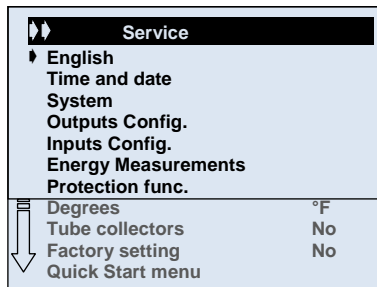 Service
English
Time and date
System
Outputs Config.
Inputs Config.
Energy Measurements
Protection func.
Degrees °F
Tube collectors No
Factory setting No
Quick Start menu